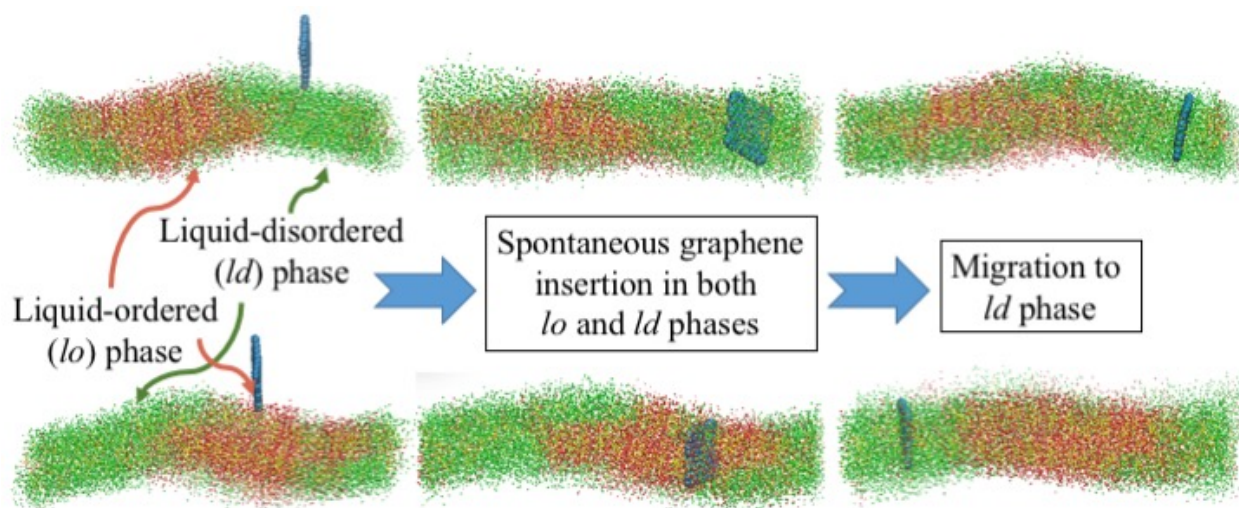 Liquid-disordered
(ld) phase
Liquid-ordered
(lo) phase
Spontaneous graphene
insertion in both
lo and ld phases
Migration to
ld phase